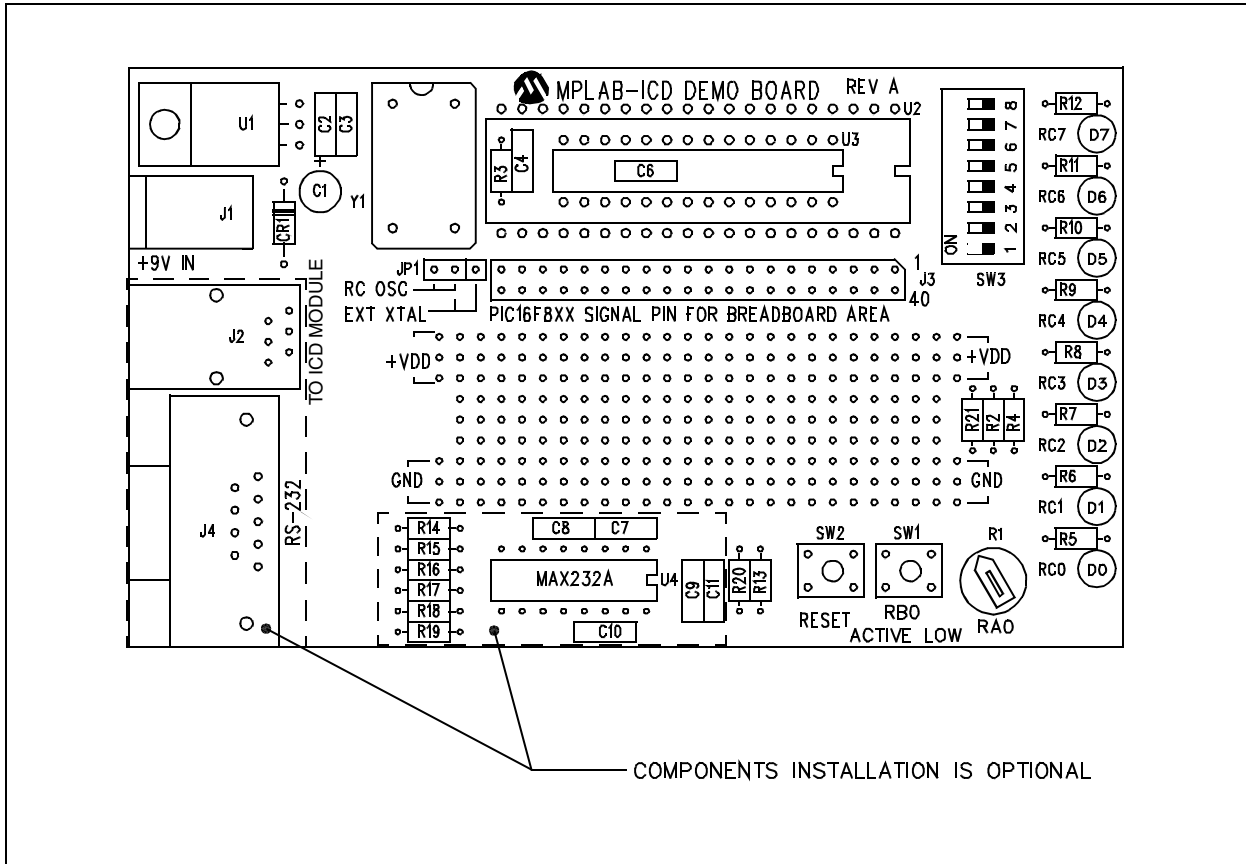 MPLAB-ICD DEMO BOARD REV A
U1
C2
C3
+
C1
J1
CR1
+9V IN
Y1
U2
U3
R3
C4
C6
ON
1 2 3 4 5 6 7 8
SW3
R12
RC7 D7
R11
RC6 D6
R10
RC5 D5
R9
RC4 D4
R8
RC3 D3
R7
RC2 D2
R6
RC1 D1
R5
RC0 D0
JP1
RC OSC
EXT XTAL
1
J3
40
PIC16F8XX SIGNAL PIN FOR BREADBOARD AREA
J2
TO ICD MODULE
+VDD
+VDD
R21
R2
R4
GND
GND
J4
RS-232
R14
R15
R16
R17
R18
R19
C8
C7
MAX232A
U4
C10
C9
C11
R20
R13
SW2
RESET
SW1
RB0
ACTIVE LOW
R1
RA0
COMPONENTS INSTALLATION IS OPTIONAL